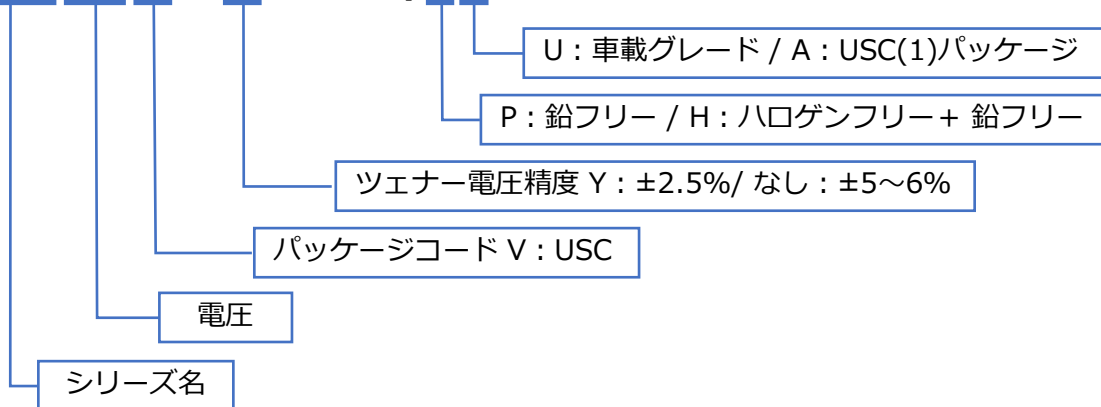 U：車載グレード / A：USC(1)パッケージ
P：鉛フリー / H：ハロゲンフリー＋ 鉛フリー
ツェナー電圧精度 Y：±2.5%/ なし：±5～6%
パッケージコード V：USC
電圧
シリーズ名